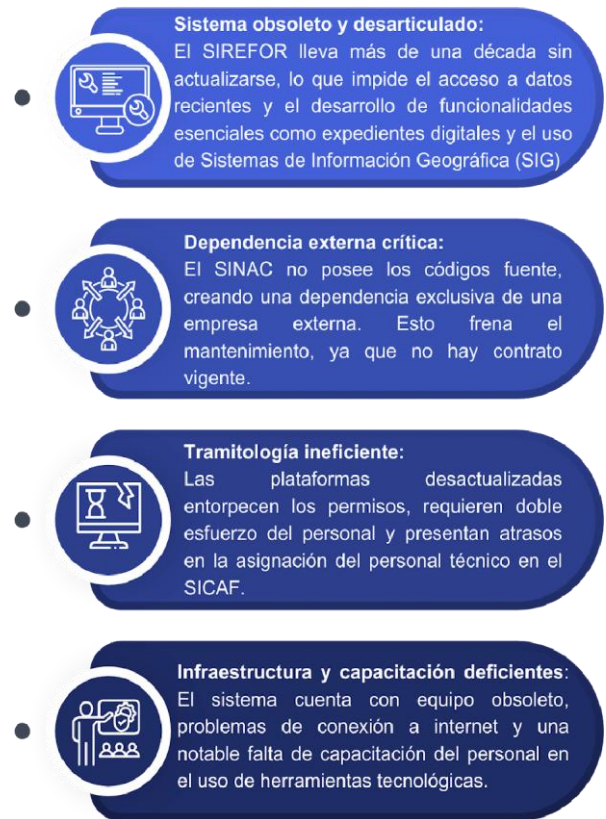 Sistema obsoleto y desarticulado:
El SIREFOR lleva más de una década sin
actualizarse, lo que impide el acceso a datos
recientes y el desarrollo de funcionalidades
esenciales como expedientes digitales y el uso
de Sistemas de Información Geográfica (SIG)
Dependencia externa crítica:
El SINAC no posee los códigos fuente,
creando una dependencia exclusiva de una
empresa externa. Esto frena el
mantenimiento, ya que no hay contrato
vigente.
Tramitología ineficiente:
Las plataformas desactualizadas
entorpecen los permisos, requieren doble
esfuerzo del personal y presentan atrasos
en la asignación del personal técnico en el
SICAF.
Infraestructura y capacitación deficientes:
El sistema cuenta con equipo obsoleto,
problemas de conexión a internet y una
notable falta de capacitación del personal en
el uso de herramientas tecnológicas.